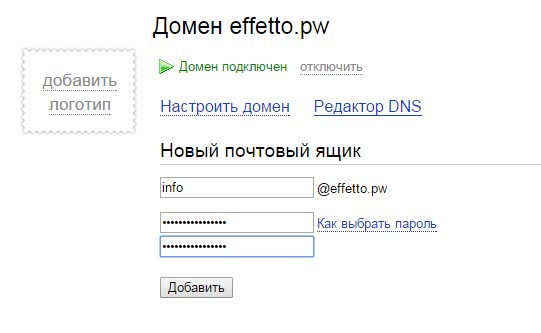 Домен effetto.pw
добавить
логотип
Домен подключен отключить
Настроить домен Редактор DNS
Новый почтовый ящик
info @effetto.pw
••••••••••••••• Как выбрать пароль
•••••••••••••••
Добавить